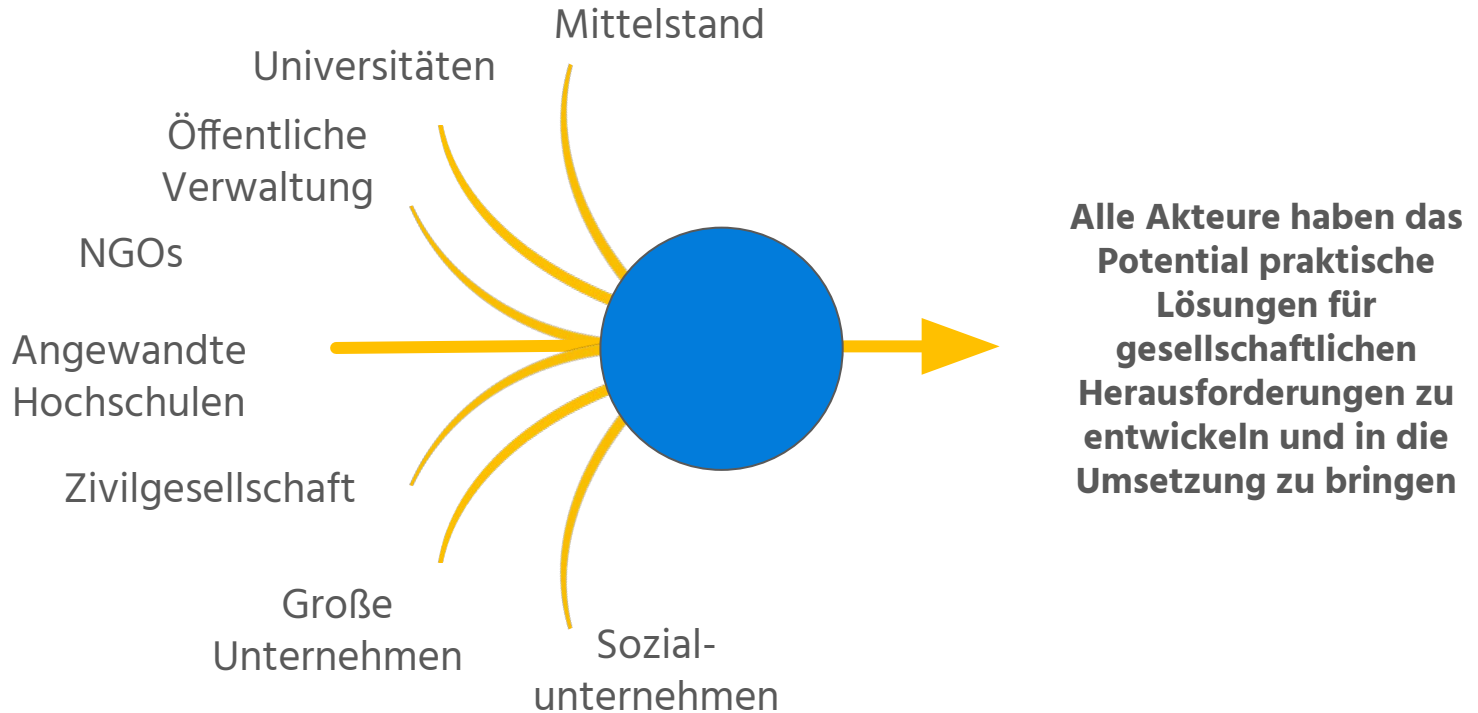 Mittelstand
Universitäten
Öffentliche
Verwaltung
NGOs
Angewandte
Hochschulen
Zivilgesellschaft
Große
Unternehmen
Sozial-
unternehmen
Alle Akteure haben das
Potential praktische
Lösungen für
gesellschaftlichen
Herausforderungen zu
entwickeln und in die
Umsetzung zu bringen